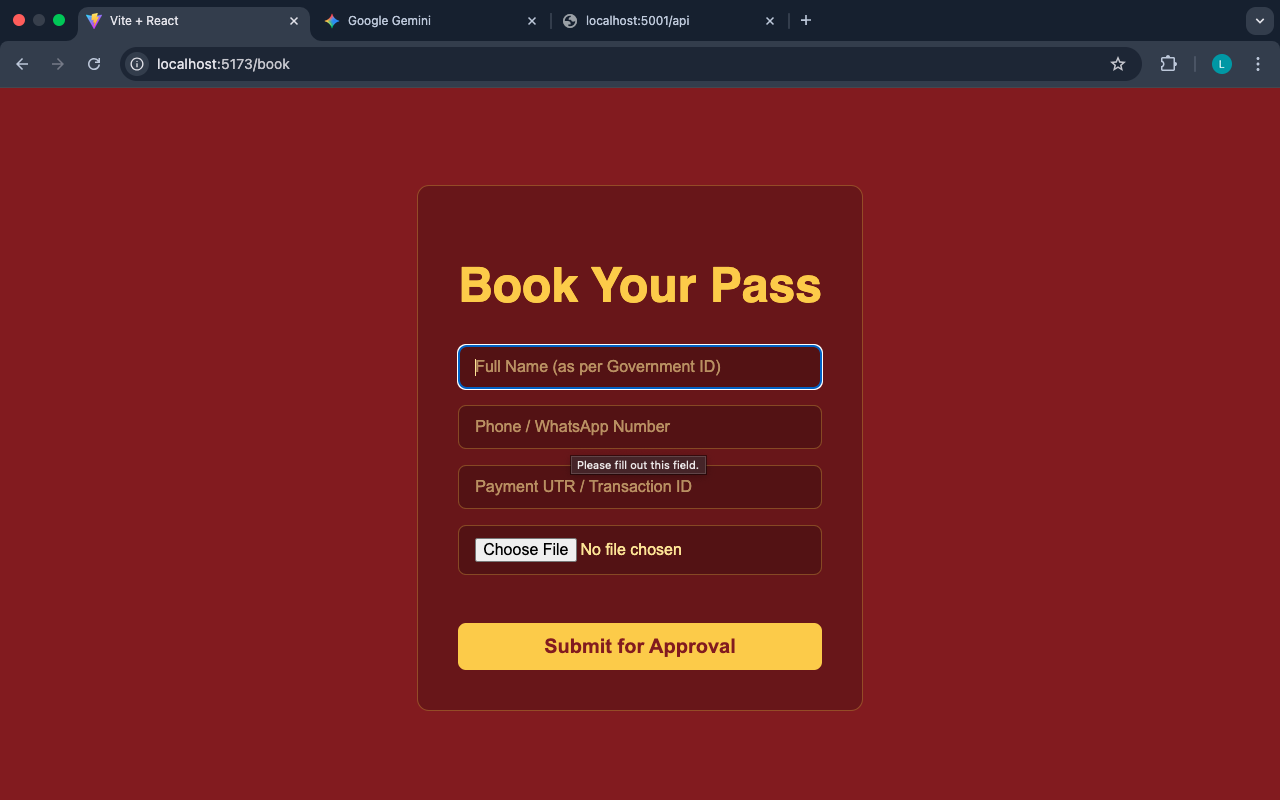 Vite + React
Google Gemini
localhost:5001/api
localhost:5173/book
L
Book Your Pass
Full Name (as per Government ID)
Phone / WhatsApp Number
Please fill out this field.
Payment UTR / Transaction ID
Choose File No file chosen
Submit for Approval